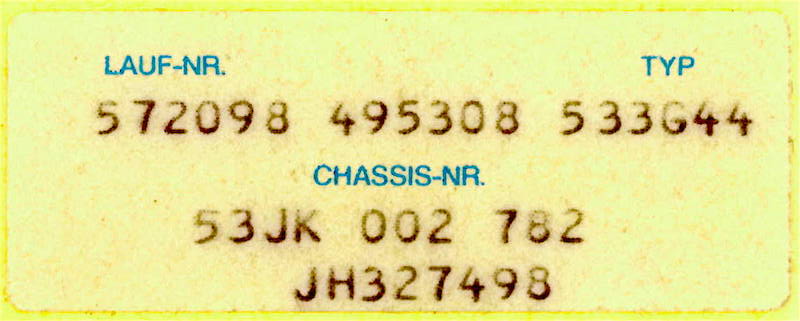 LAUF-NR. TYP
572098 495308 533G44
CHASSIS-NR.
53JK 002 782
JH327498